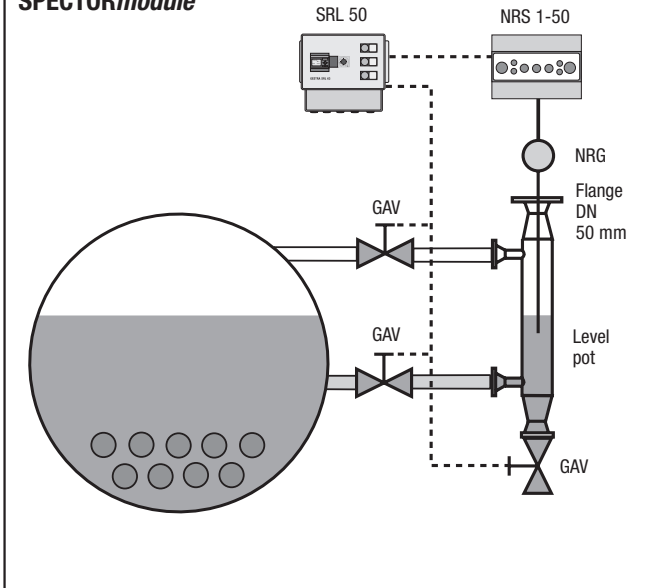 SPECTORmodule
SRL 50
NRS 1-50
NRG
Flange
DN
50 mm
GAV
GAV
Level
pot
GAV